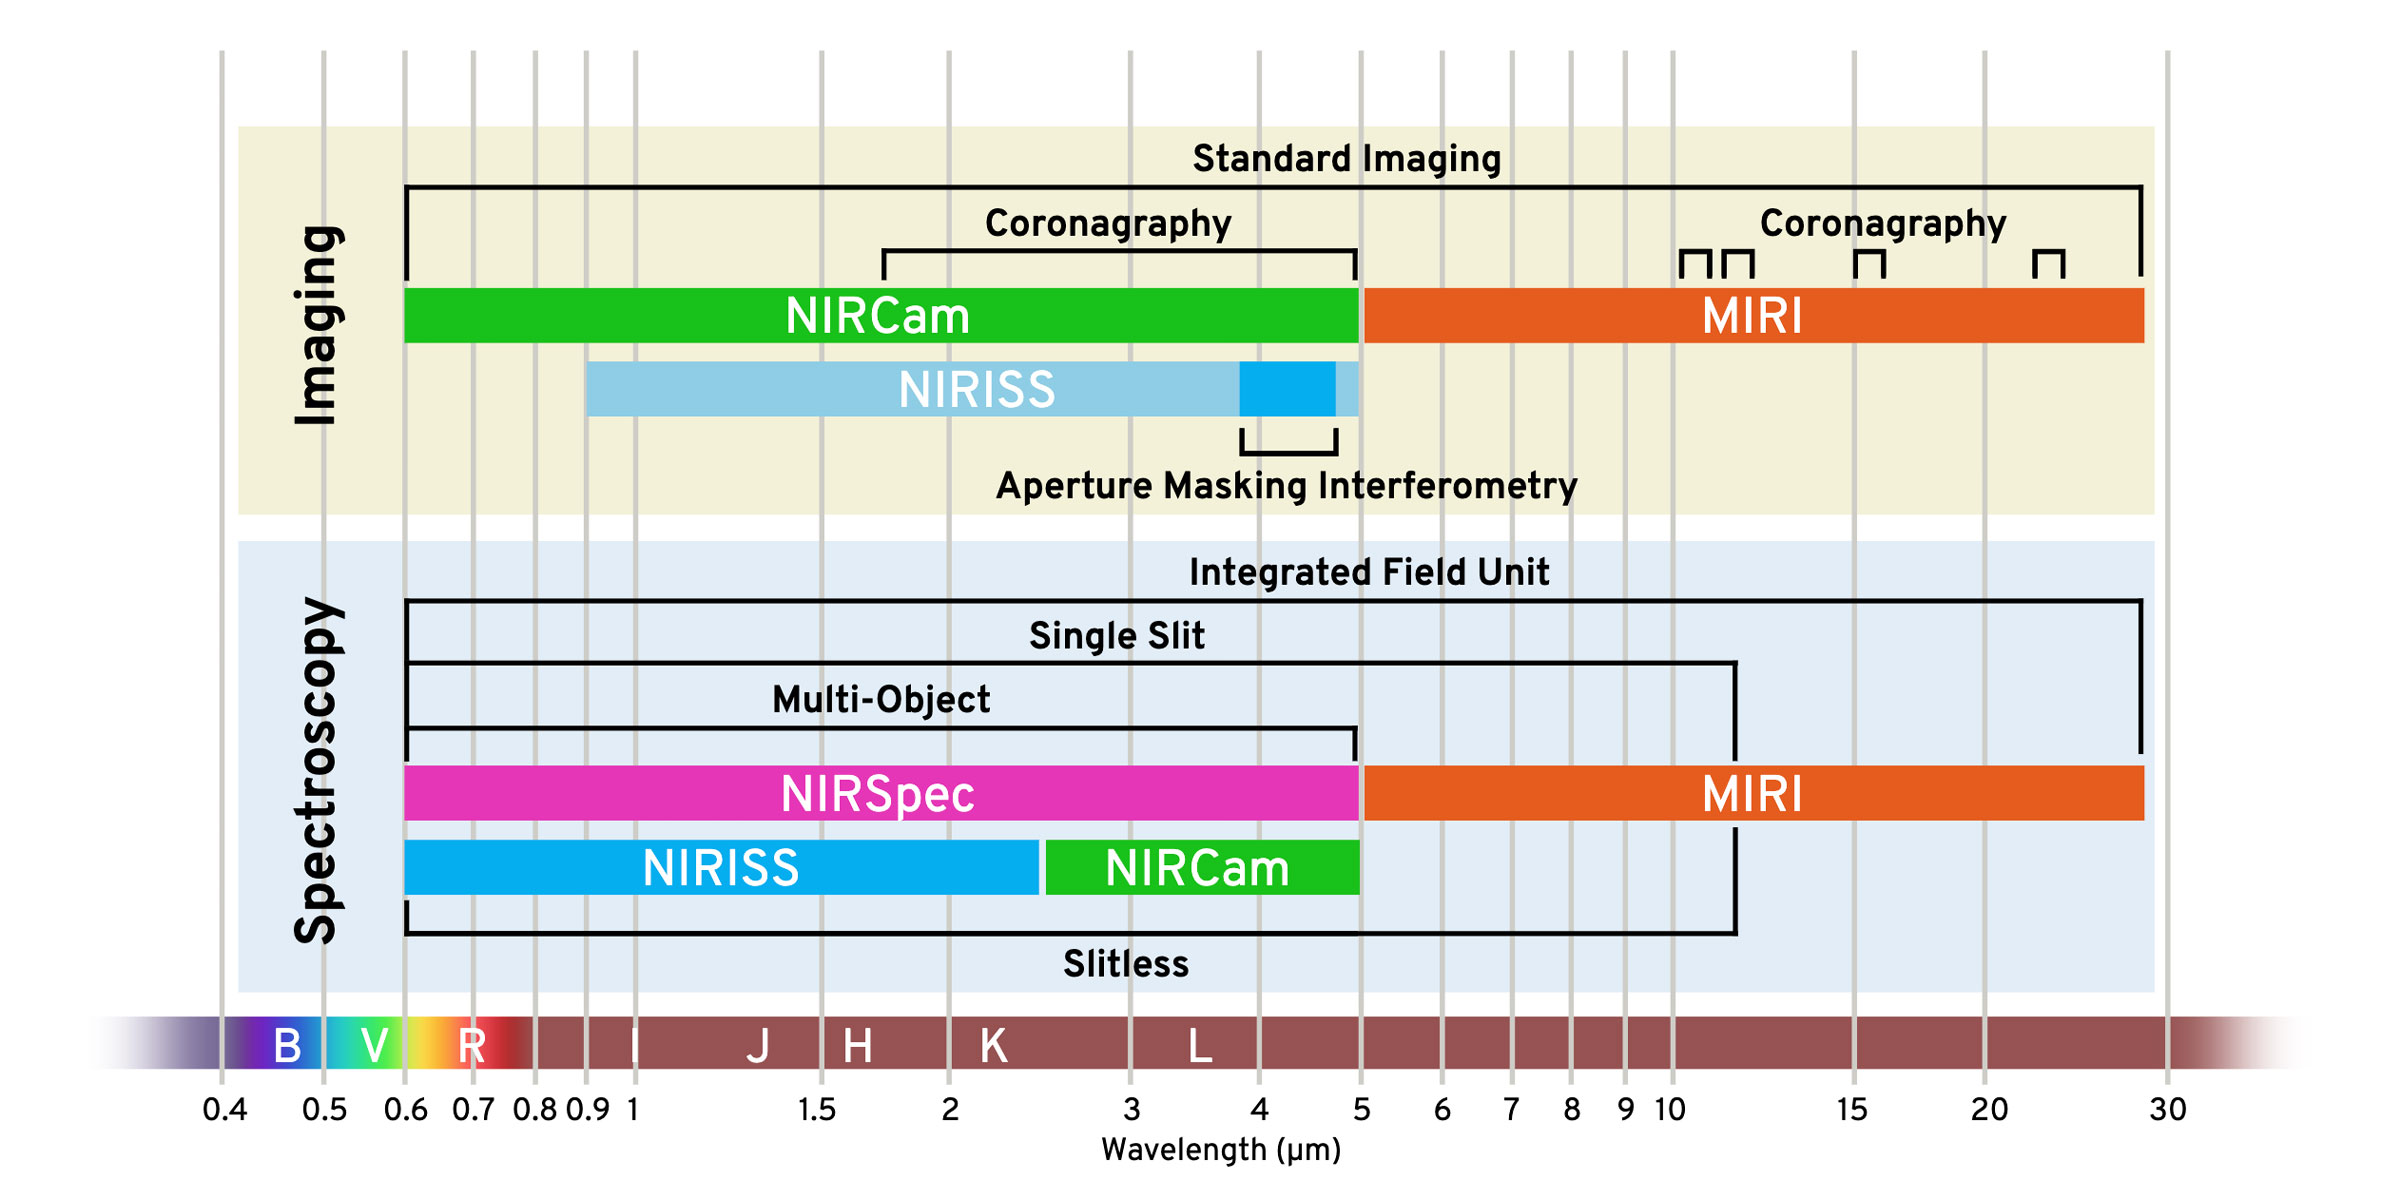 Standard Imaging
Coronagraphy Coronagraphy
Imaging
NIRCam MIRI
NIRISS
Aperture Masking Interferometry
Integrated Field Unit
Single Slit
Multi-Object
Spectroscopy
NIRSpec MIRI
NIRISS NIRCam
Slitless
B V R I J H K L
0.4 0.5 0.6 0.7 0.8 0.9 1 1.5 2 3 4 5 6 7 8 9 10 15 20 30
Wavelength (µm)